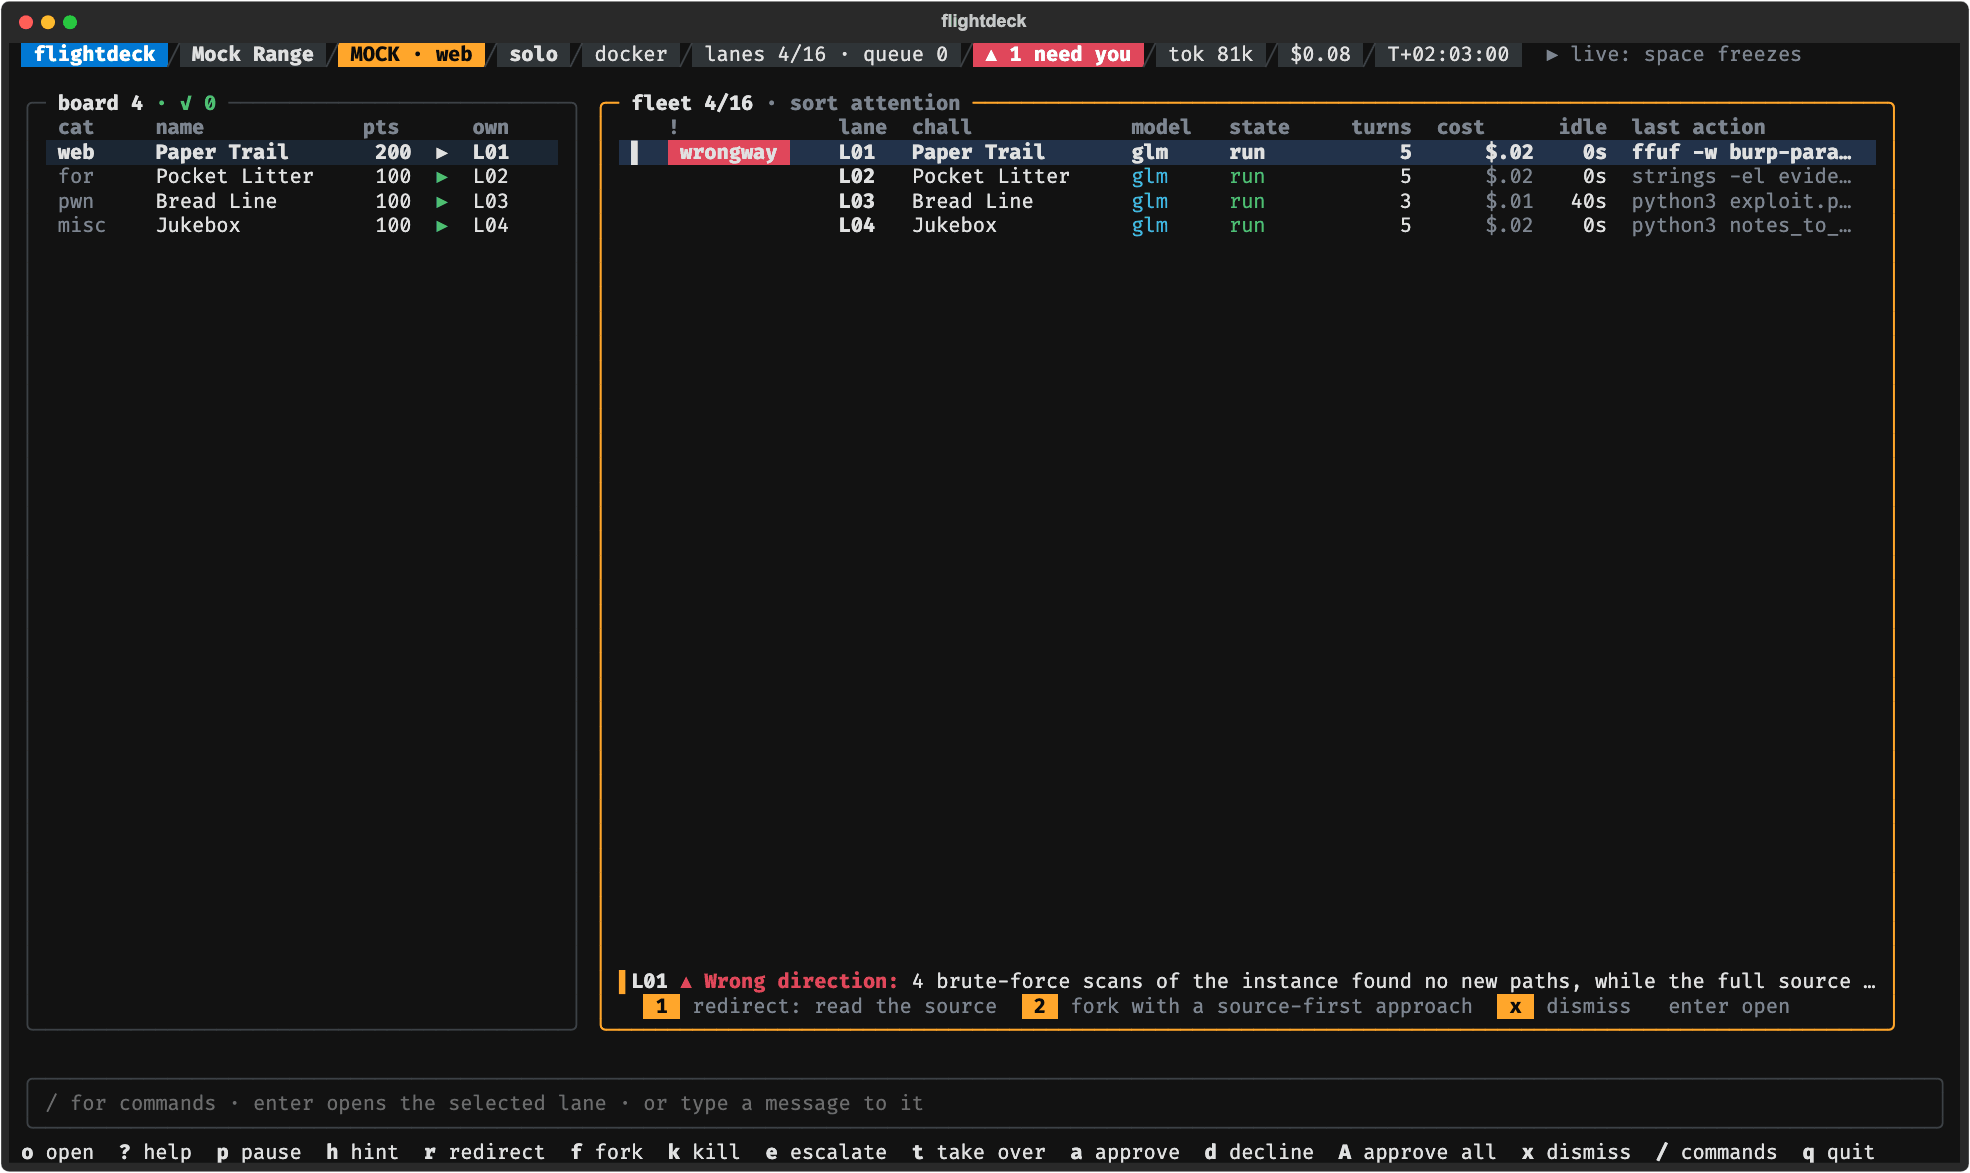 flightdeck
flightdeck / Mock Range / MOCK · web / solo / docker / lanes 4/16 · queue 0 / ▲ 1 need you / tok 81k / $0.08 / T+02:03:00 ▶ live: space freezes
board 4 · √ 0
cat name pts own
web Paper Trail 200 ▶ L01
for Pocket Litter 100 ▶ L02
pwn Bread Line 100 ▶ L03
misc Jukebox 100 ▶ L04
fleet 4/16 · sort attention
! lane chall model state turns cost idle last action
wrongway L01 Paper Trail glm run 5 $.02 0s ffuf -w burp-para…
L02 Pocket Litter glm run 5 $.02 0s strings -el evide…
L03 Bread Line glm run 3 $.01 40s python3 exploit.p…
L04 Jukebox glm run 5 $.02 0s python3 notes_to_…
L01 ▲ Wrong direction: 4 brute-force scans of the instance found no new paths, while the full source …
1 redirect: read the source 2 fork with a source-first approach x dismiss enter open
/ for commands · enter opens the selected lane · or type a message to it
o open ? help p pause h hint r redirect f fork k kill e escalate t take over a approve d decline A approve all x dismiss / commands q quit